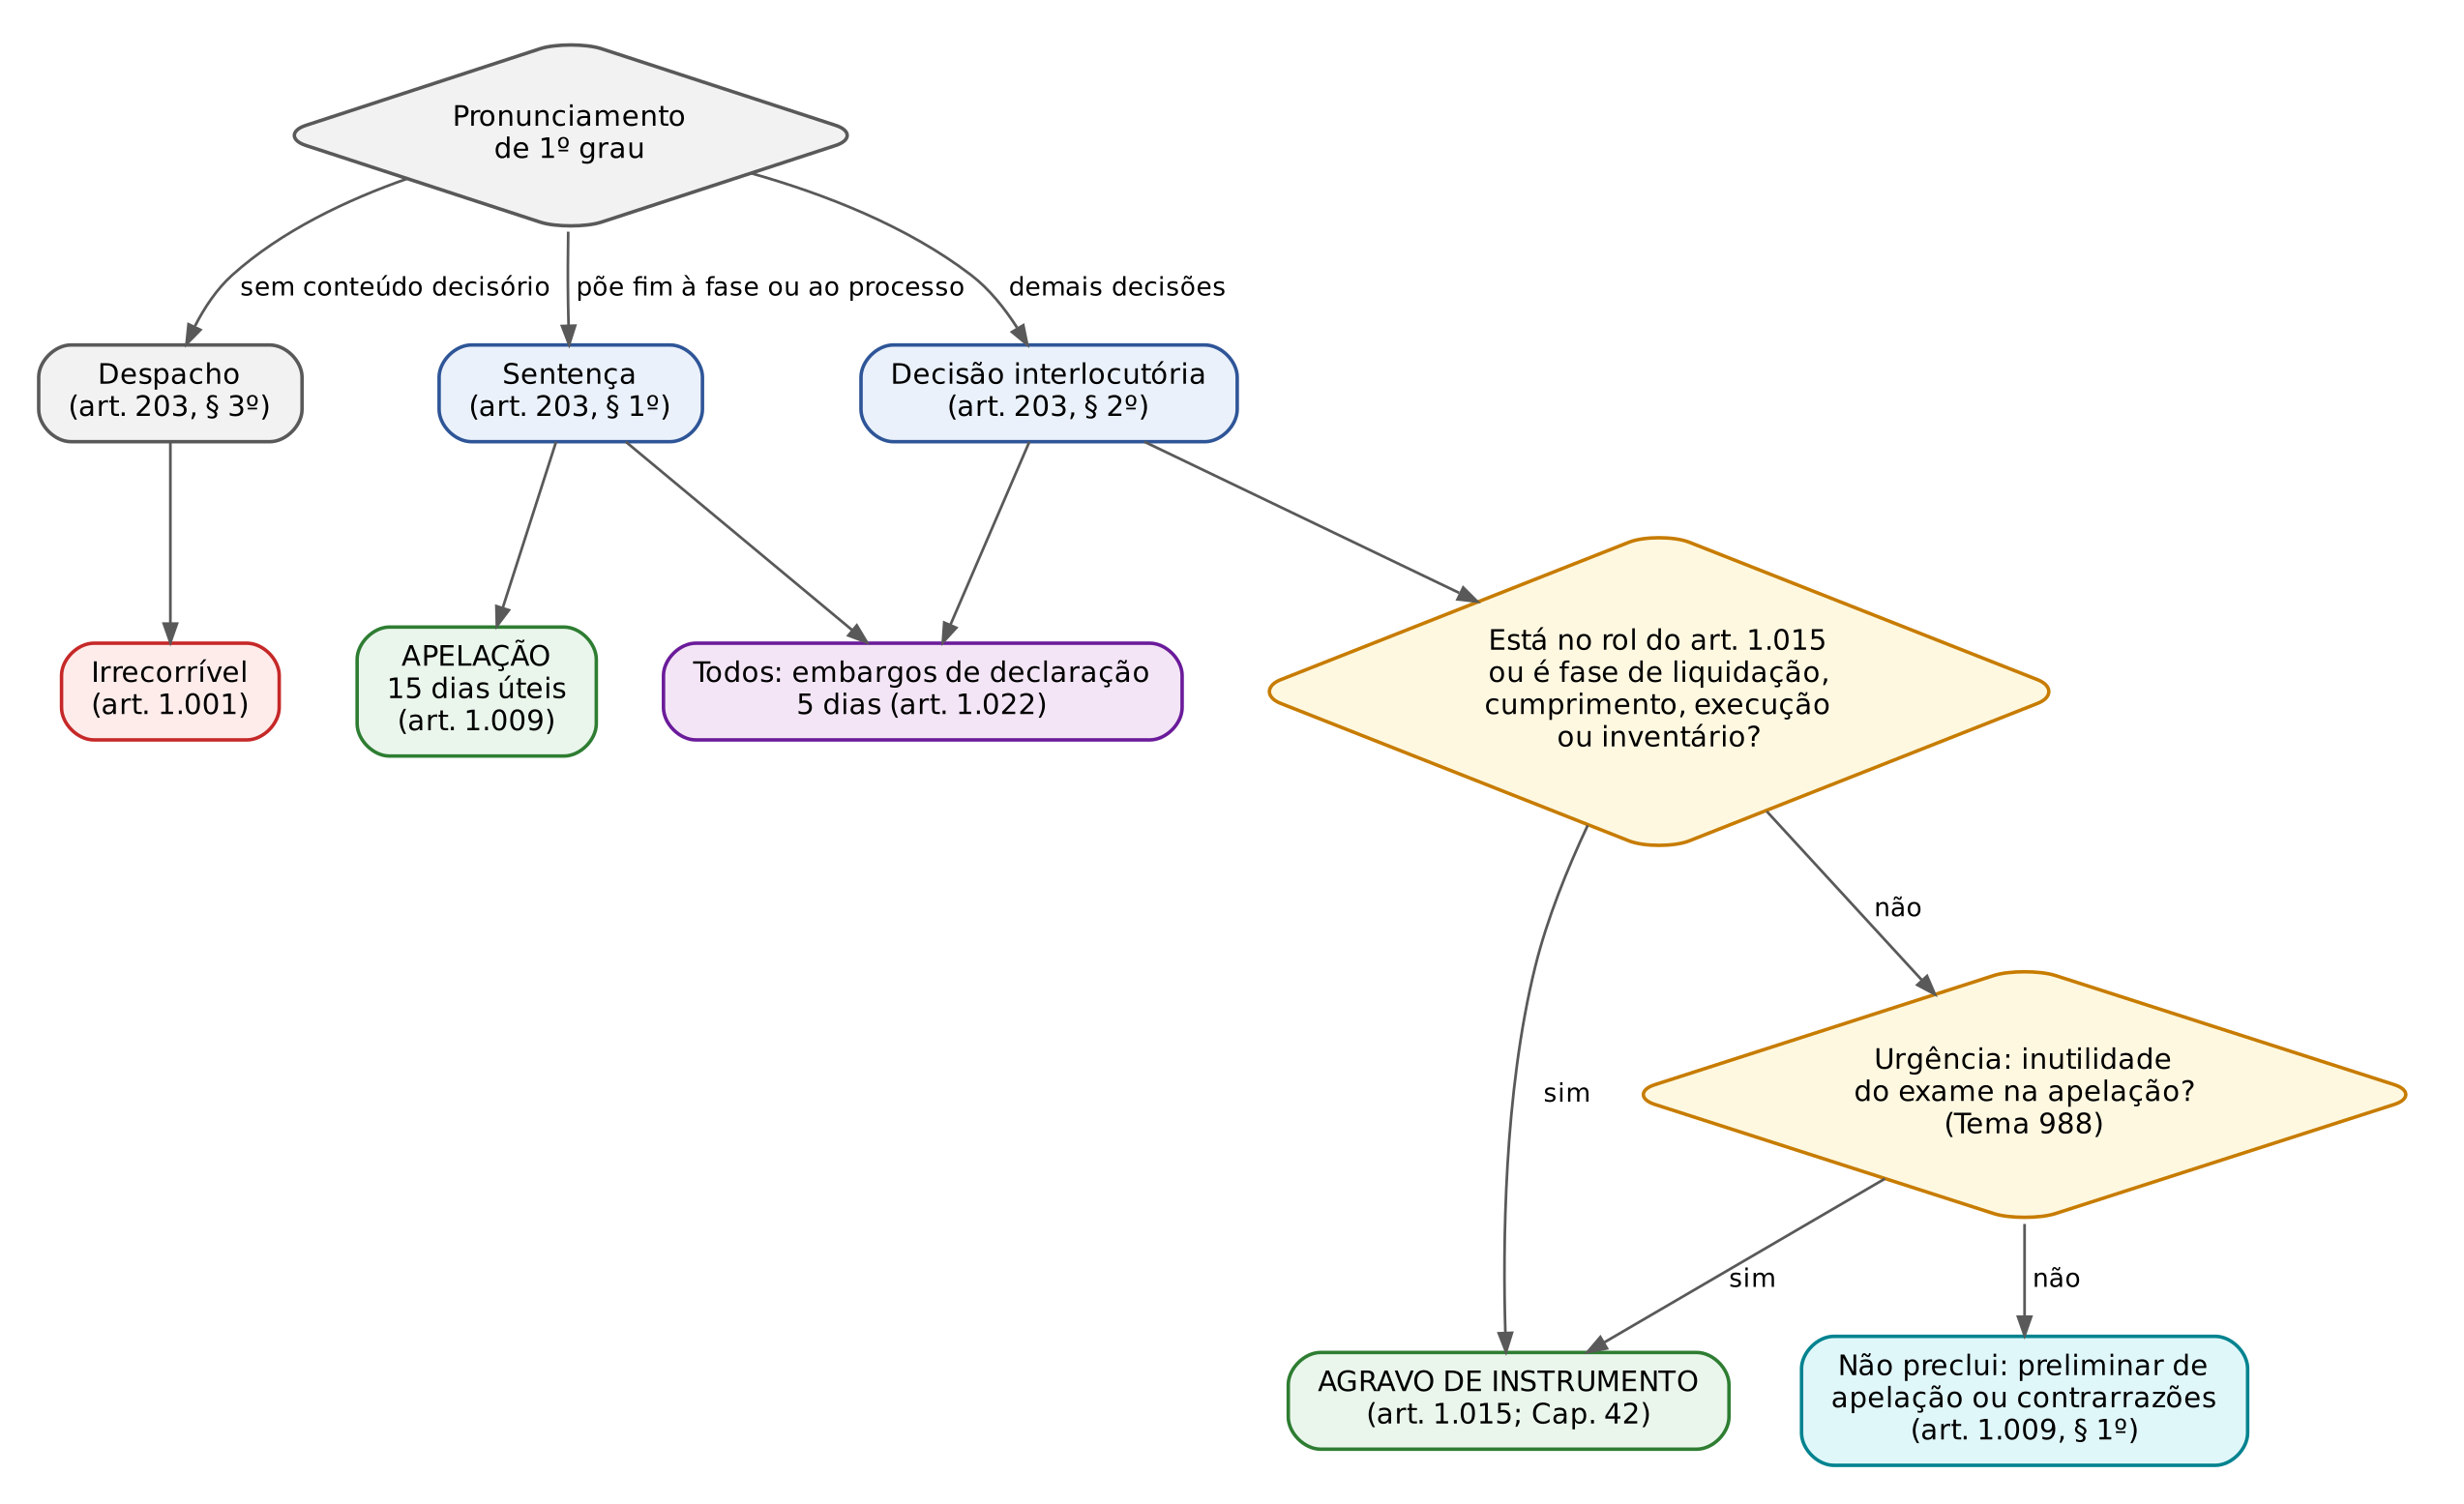 Pronunciamento
de 1º grau
sem conteúdo decisório
põe fim à fase ou ao processo
demais decisões
Despacho
(art. 203, § 3º)
Sentença
(art. 203, § 1º)
Decisão interlocutória
(art. 203, § 2º)
Irrecorrível
(art. 1.001)
APELAÇÃO
15 dias úteis
(art. 1.009)
Todos: embargos de declaração
5 dias (art. 1.022)
Está no rol do art. 1.015
ou é fase de liquidação,
cumprimento, execução
ou inventário?
não
sim
Urgência: inutilidade
do exame na apelação?
(Tema 988)
sim
não
AGRAVO DE INSTRUMENTO
(art. 1.015; Cap. 42)
Não preclui: preliminar de
apelação ou contrarrazões
(art. 1.009, § 1º)